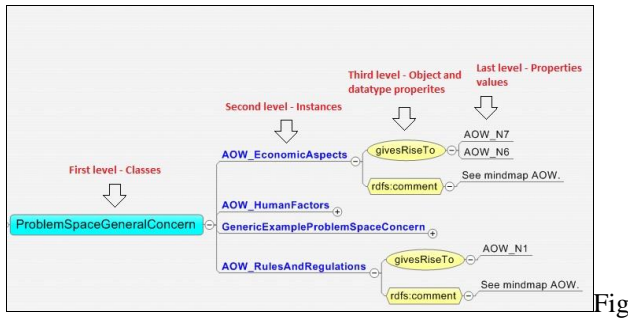 Third level - Object and
datatype properites
Last level - Properties
values
Second level - Instances
First level - Classes
ProblemSpaceGeneralConcern
AOW_EconomicAspects
givesRiseTo
AOW_N7
AOW_N6
rdfs:comment
See mindmap AOW.
AOW_HumanFactors
GenericExampleProblemSpaceConcern
AOW_RulesAndRegulations
givesRiseTo
AOW_N1
rdfs:comment
See mindmap AOW.
Fig